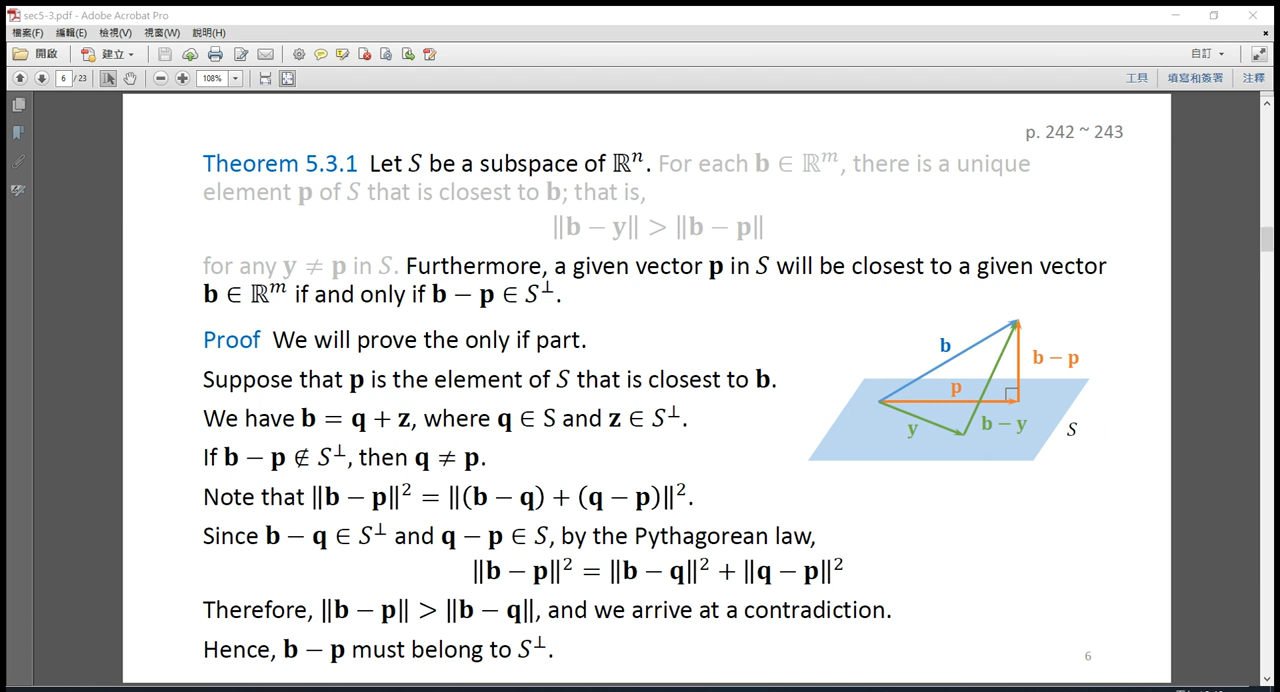 sec5-3.pdf - Adobe Acrobat Pro
檔案(F) 編輯(E) 檢視(V) 視窗(W) 說明(H)
開啟 建立 自訂
6 / 23 108% 工具 填寫和簽署 注釋
p. 242 ~ 243
Theorem 5.3.1 Let S be a subspace of ℝⁿ. For each b ∈ ℝᵐ, there is a unique
element p of S that is closest to b; that is,
‖b − y‖ > ‖b − p‖
for any y ≠ p in S. Furthermore, a given vector p in S will be closest to a given vector
b ∈ ℝᵐ if and only if b − p ∈ S⊥.
Proof We will prove the only if part.
Suppose that p is the element of S that is closest to b.
We have b = q + z, where q ∈ S and z ∈ S⊥.
If b − p ∉ S⊥, then q ≠ p.
Note that ‖b − p‖² = ‖(b − q) + (q − p)‖².
Since b − q ∈ S⊥ and q − p ∈ S, by the Pythagorean law,
‖b − p‖² = ‖b − q‖² + ‖q − p‖²
Therefore, ‖b − p‖ > ‖b − q‖, and we arrive at a contradiction.
Hence, b − p must belong to S⊥.
b
b − p
p
y
b − y
S
6